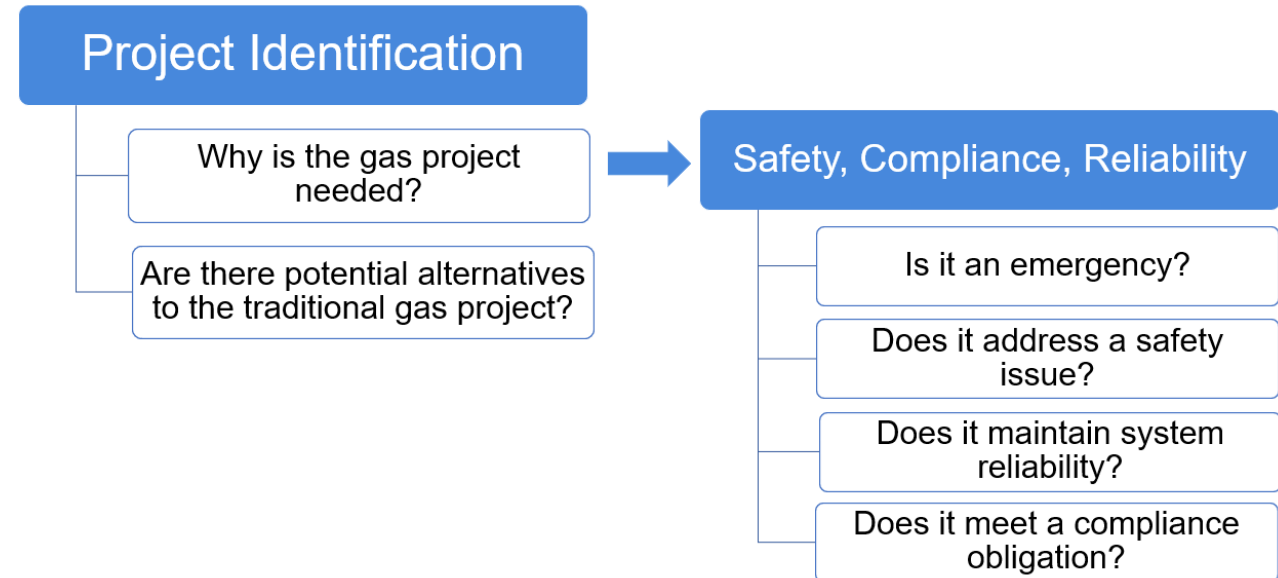 Project Identification
Why is the gas project
needed?
Are there potential alternatives
to the traditional gas project?
Safety, Compliance, Reliability
Is it an emergency?
Does it address a safety
issue?
Does it maintain system
reliability?
Does it meet a compliance
obligation?